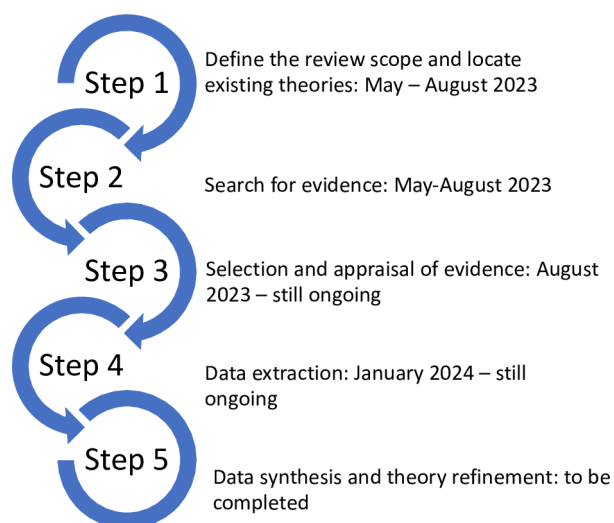 Step 1
Define the review scope and locate
existing theories: May – August 2023
Step 2
Search for evidence: May-August 2023
Step 3
Selection and appraisal of evidence: August
2023 – still ongoing
Step 4
Data extraction: January 2024 – still
ongoing
Step 5
Data synthesis and theory refinement: to be
completed